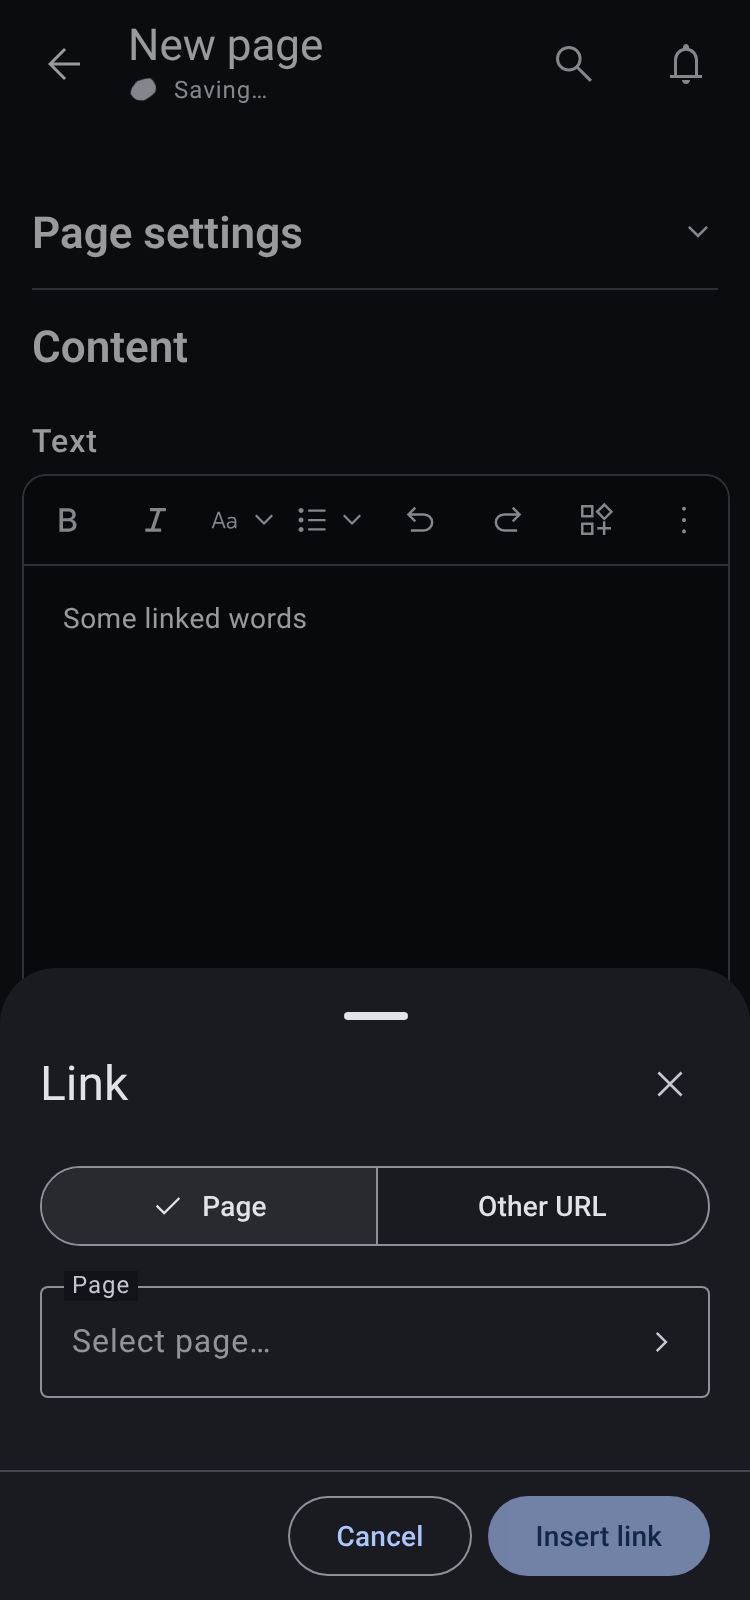 New page
Saving…
Page settings
Content
Text
B I Aa
Some linked words
Link
Page
Other URL
Page
Select page…
Cancel
Insert link